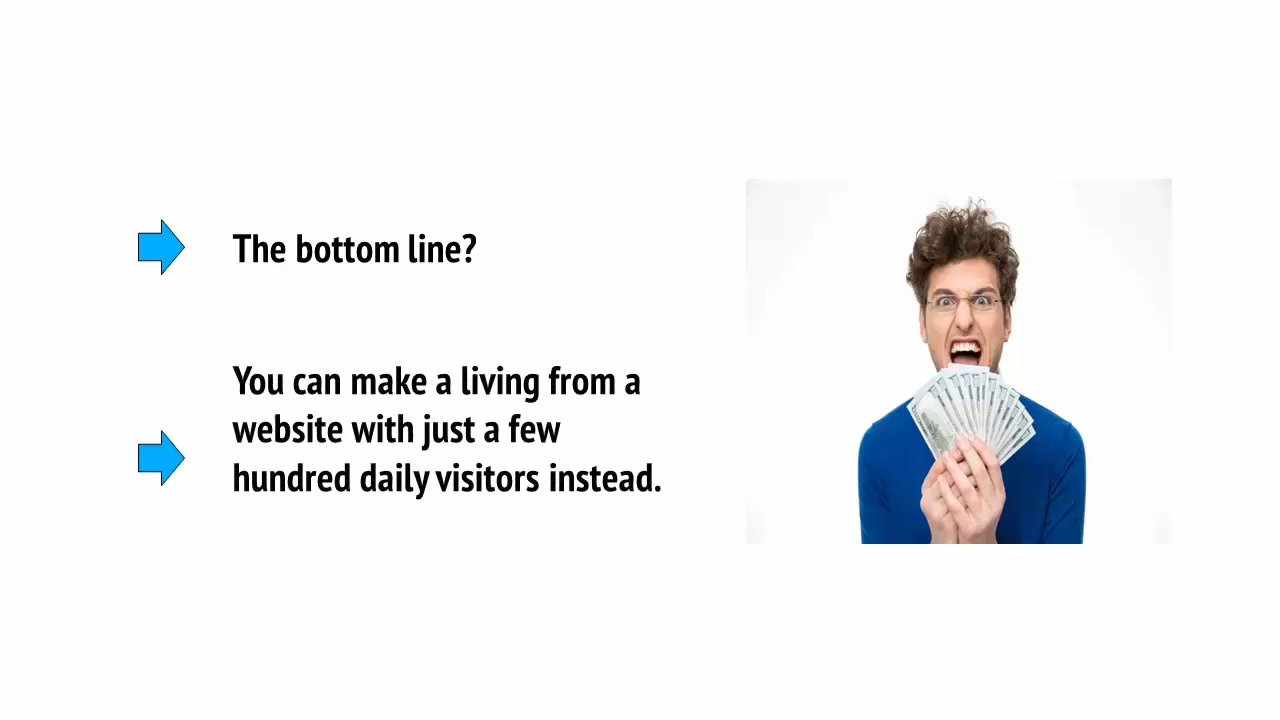 The bottom line?
You can make a living from a
website with just a few
hundred daily visitors instead.